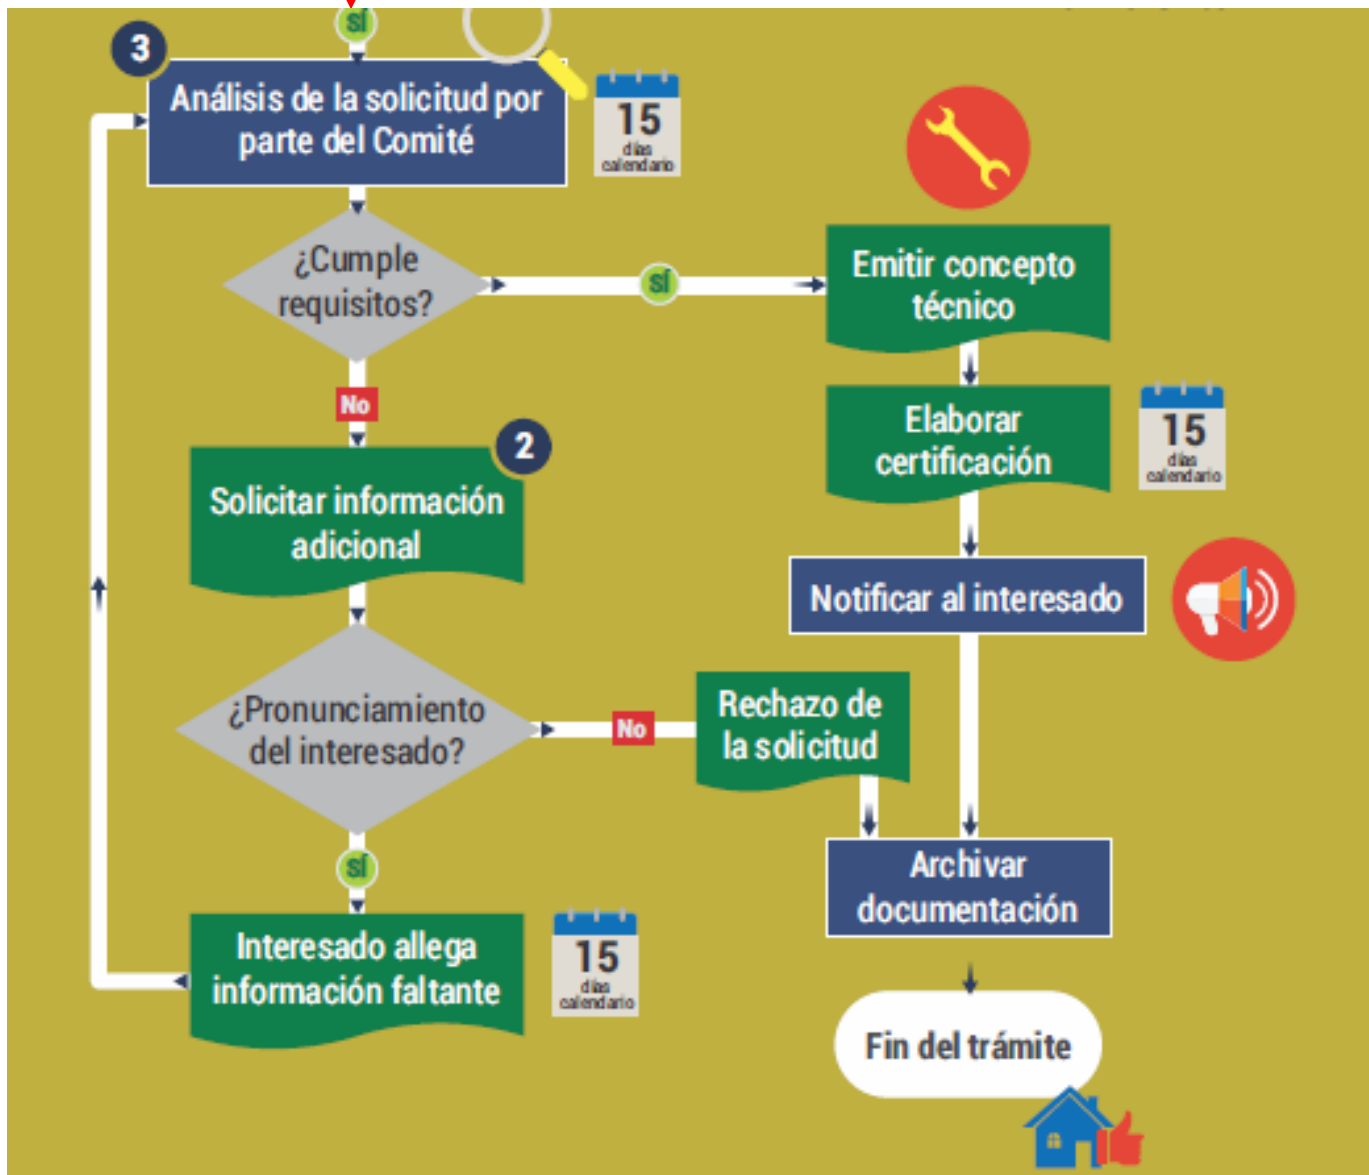 SÍ
3
Análisis de la solicitud por
parte del Comité
15
días
calendario
¿Cumple
requisitos?
SÍ
Emitir concepto
técnico
No
Elaborar
certificación
15
días
calendario
2
Solicitar información
adicional
Notificar al interesado
¿Pronunciamiento
del interesado?
No
Rechazo de
la solicitud
SÍ
Archivar
documentación
Interesado allega
información faltante
15
días
calendario
Fin del trámite